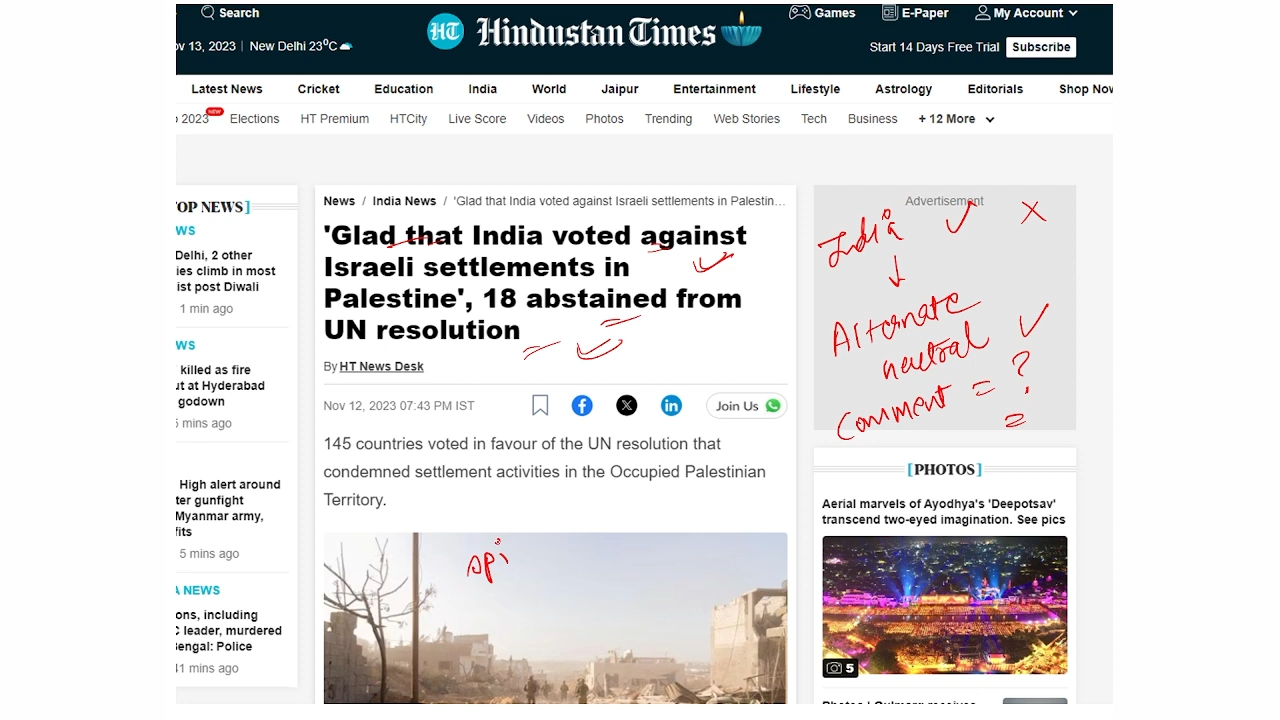 Search
Games
E-Paper
My Account
HT
Hindustan Times
ov 13, 2023 | New Delhi 23⁰C
Start 14 Days Free Trial
Subscribe
Latest News
Cricket
Education
India
World
Jaipur
Entertainment
Lifestyle
Astrology
Editorials
Shop Now
2023
NEW
Elections
HT Premium
HTCity
Live Score
Videos
Photos
Trending
Web Stories
Tech
Business
+ 12 More
OP NEWS]
WS
Delhi, 2 other
ies climb in most
ist post Diwali
1 min ago
WS
killed as fire
ut at Hyderabad
godown
5 mins ago
High alert around
ter gunfight
Myanmar army,
fits
5 mins ago
A NEWS
ons, including
C leader, murdered
Bengal: Police
41 mins ago
News / India News / 'Glad that India voted against Israeli settlements in Palestin...
'Glad that India voted against
Israeli settlements in
Palestine', 18 abstained from
UN resolution
By HT News Desk
Nov 12, 2023 07:43 PM IST
Join Us
145 countries voted in favour of the UN resolution that
condemned settlement activities in the Occupied Palestinian
Territory.
Advertisement
India
Alternate
neutral
Comment = ?
[PHOTOS]
Aerial marvels of Ayodhya's 'Deepotsav'
transcend two-eyed imagination. See pics
5